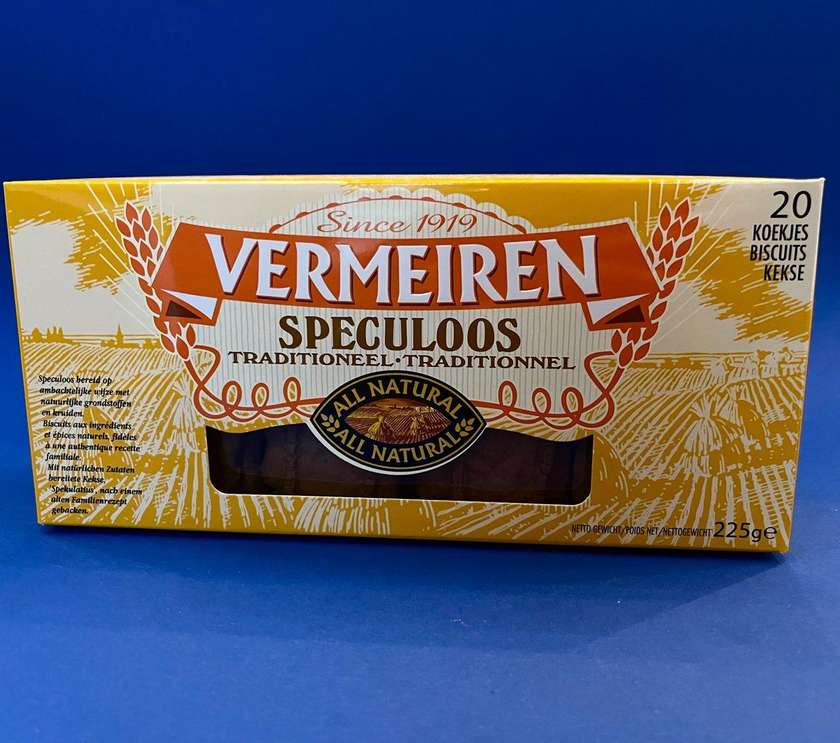 Since 1919
VERMEIREN
SPECULOOS
TRADITIONEEL·TRADITIONNEL
ALL NATURAL
ALL NATURAL
20
KOEKJES
BISCUITS
KEKSE
Speculoos bereid op
ambachtelijke wijze met
natuurlijke grondstoffen
en kruiden.
Biscuits aux ingrédients
et épices naturels, fidèles
à une authentique recette
familiale.
Mit natürlichen Zutaten
bereitete Kekse,
'Spekulatius', nach einem
alten Familienrezept
gebacken.
NETTO GEWICHT/POIDS NET/NETTOGEWICHT 225g℮